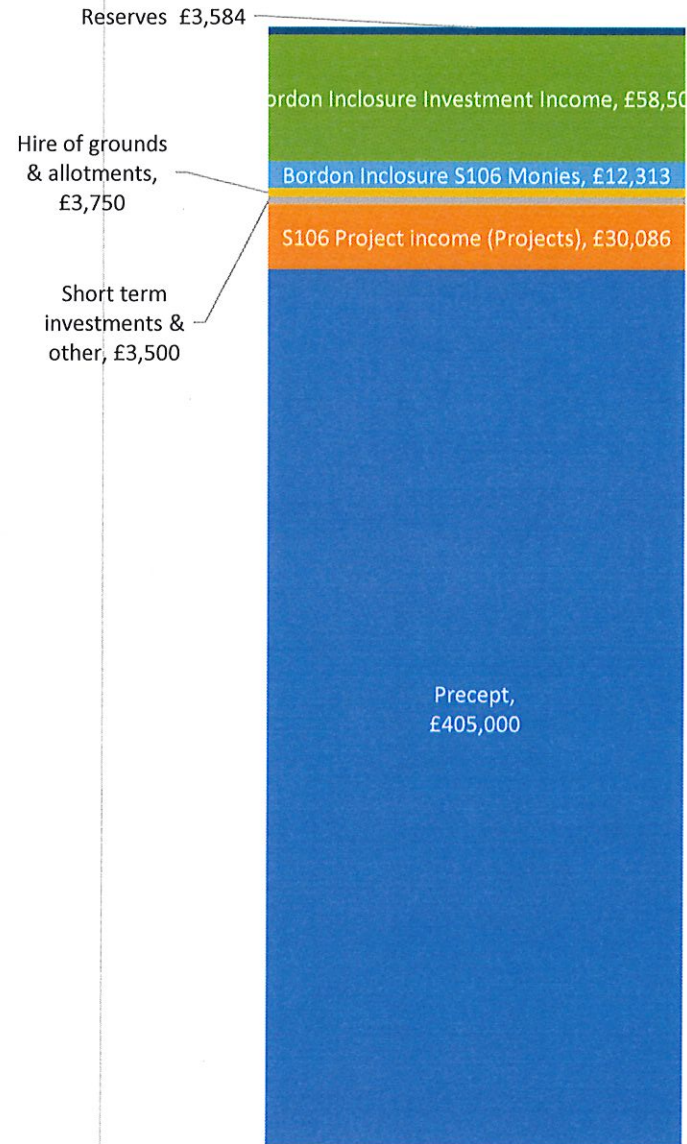 Reserves £3,584
ordon Inclosure Investment Income, £58,50
Hire of grounds
& allotments,
£3,750
Bordon Inclosure S106 Monies, £12,313
S106 Project income (Projects), £30,086
Short term
investments &
other, £3,500
Precept,
£405,000